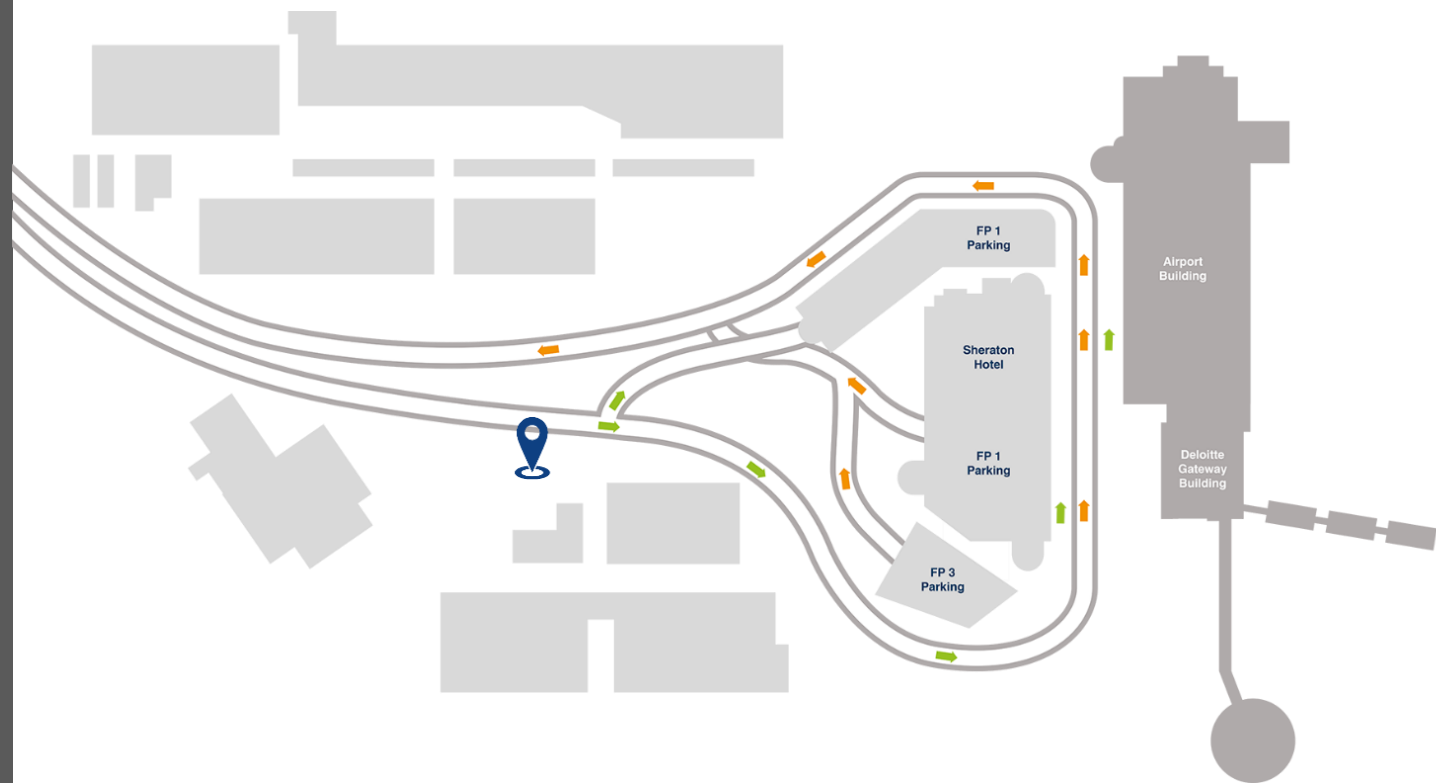 FP 1
Parking
Airport
Building
Sheraton
Hotel
FP 1
Parking
Deloitte
Gateway
Building
FP 3
Parking